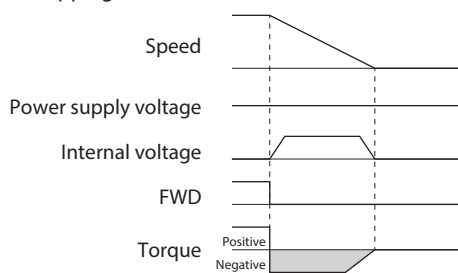 Speed
Power supply voltage
Internal voltage
FWD
Torque
Positive
Negative